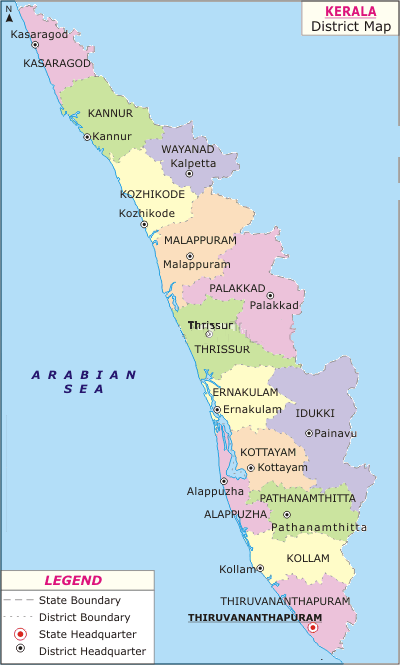 N
KERALA
District Map
Kasaragod
KASARAGOD
KANNUR
Kannur
WAYANAD
Kalpetta
KOZHIKODE
Kozhikode
MALAPPURAM
Malappuram
PALAKKAD
Palakkad
Thrissur
THRISSUR
ARABIAN
SEA
ERNAKULAM
Ernakulam
IDUKKI
Painavu
KOTTAYAM
Kottayam
Alappuzha
ALAPPUZHA
PATHANAMTHITTA
Pathanamthitta
KOLLAM
Kollam
THIRUVANANTHAPURAM
THIRUVANANTHAPURAM
LEGEND
State Boundary
District Boundary
State Headquarter
District Headquarter